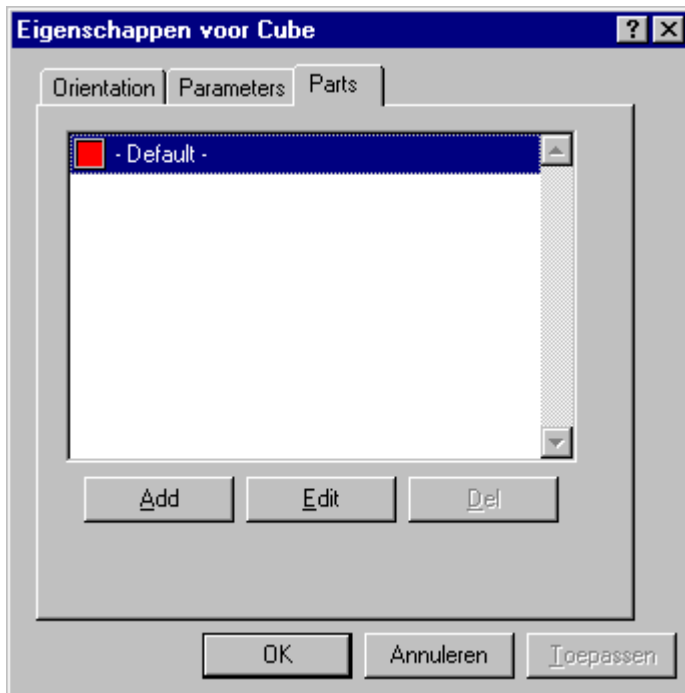 Eigenschappen voor Cube
Orientation Parameters Parts
- Default -
Add Edit Del
OK Annuleren Toepassen